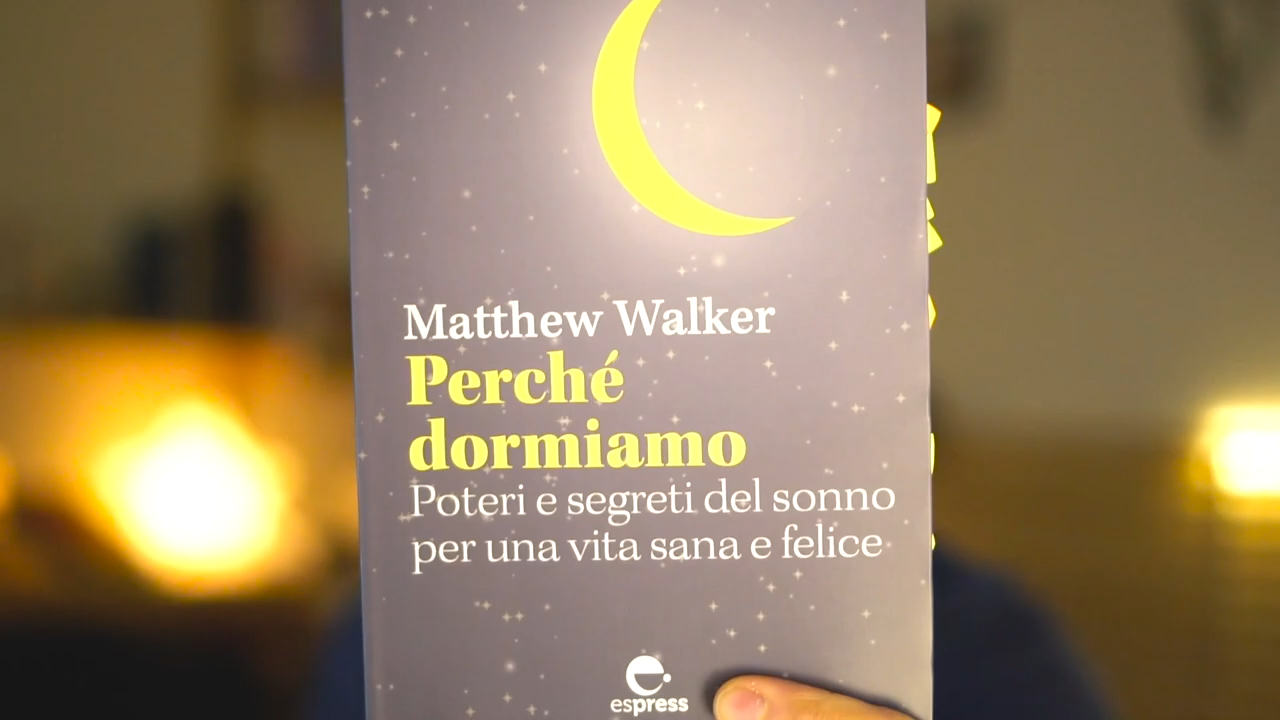 Matthew Walker
Perché
dormiamo
Poteri e segreti del sonno
per una vita sana e felice
espress